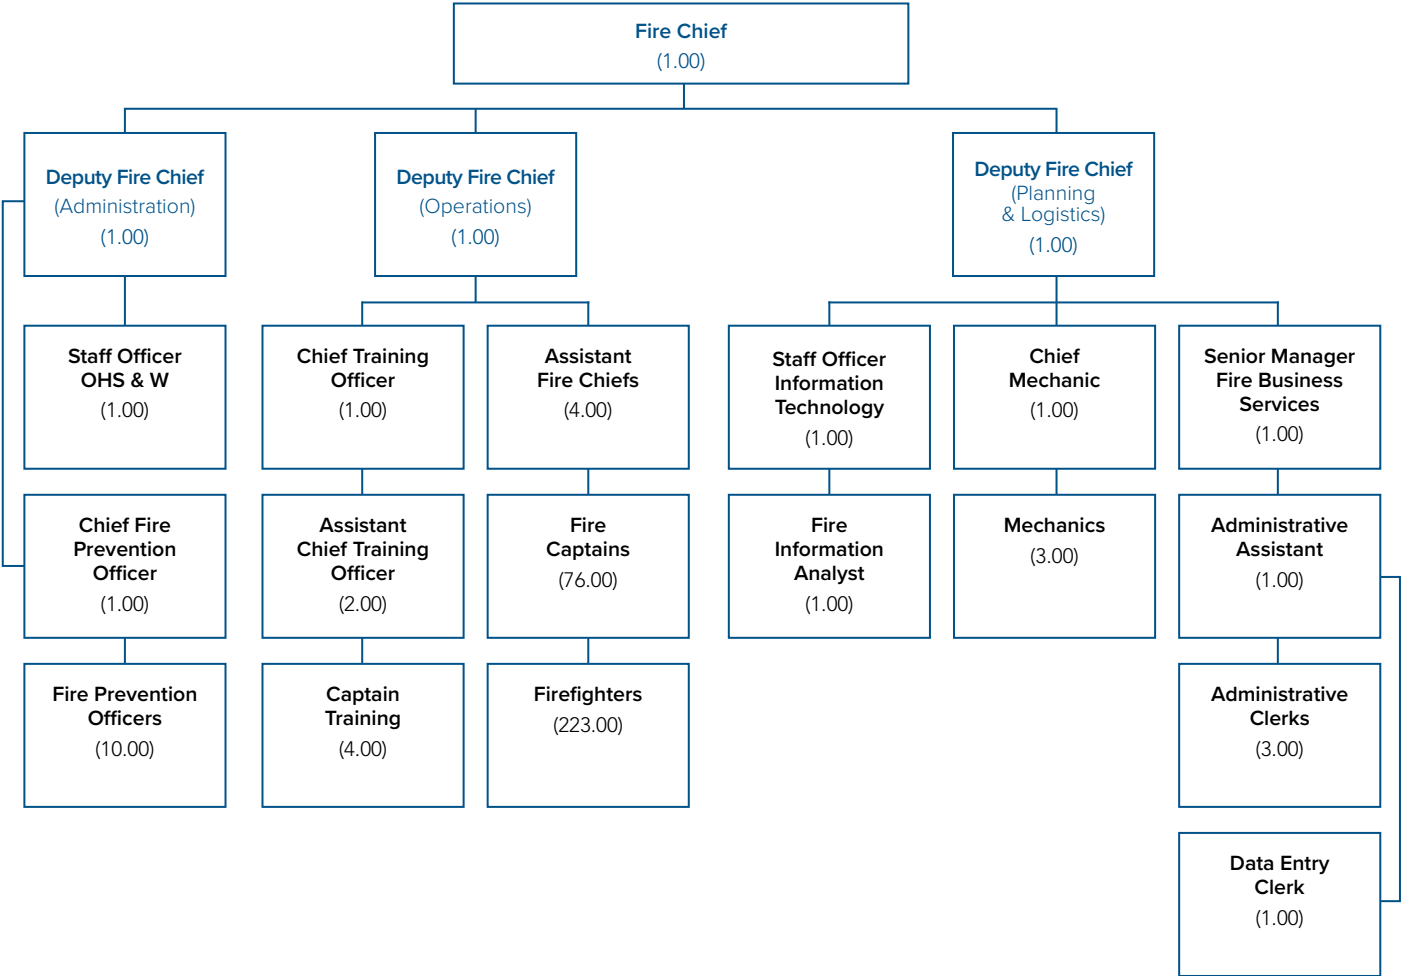 Fire Chief
(1.00)
Deputy Fire Chief
(Administration)
(1.00)
Deputy Fire Chief
(Operations)
(1.00)
Deputy Fire Chief
(Planning
& Logistics)
(1.00)
Staff Officer
OHS & W
(1.00)
Chief Training
Officer
(1.00)
Assistant
Fire Chiefs
(4.00)
Staff Officer
Information
Technology
(1.00)
Chief
Mechanic
(1.00)
Senior Manager
Fire Business
Services
(1.00)
Chief Fire
Prevention
Officer
(1.00)
Assistant
Chief Training
Officer
(2.00)
Fire
Captains
(76.00)
Fire
Information
Analyst
(1.00)
Mechanics
(3.00)
Administrative
Assistant
(1.00)
Fire Prevention
Officers
(10.00)
Captain
Training
(4.00)
Firefighters
(223.00)
Administrative
Clerks
(3.00)
Data Entry
Clerk
(1.00)